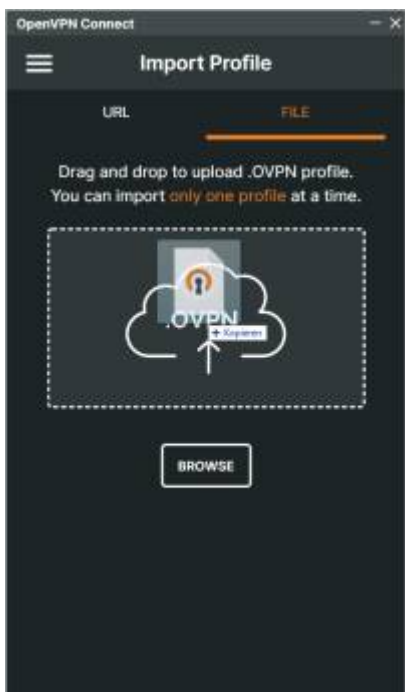 OpenVPN Connect
Import Profile
URL
FILE
Drag and drop to upload .OVPN profile.
You can import only one profile at a time.
.OVPN
+ Kopieren
BROWSE